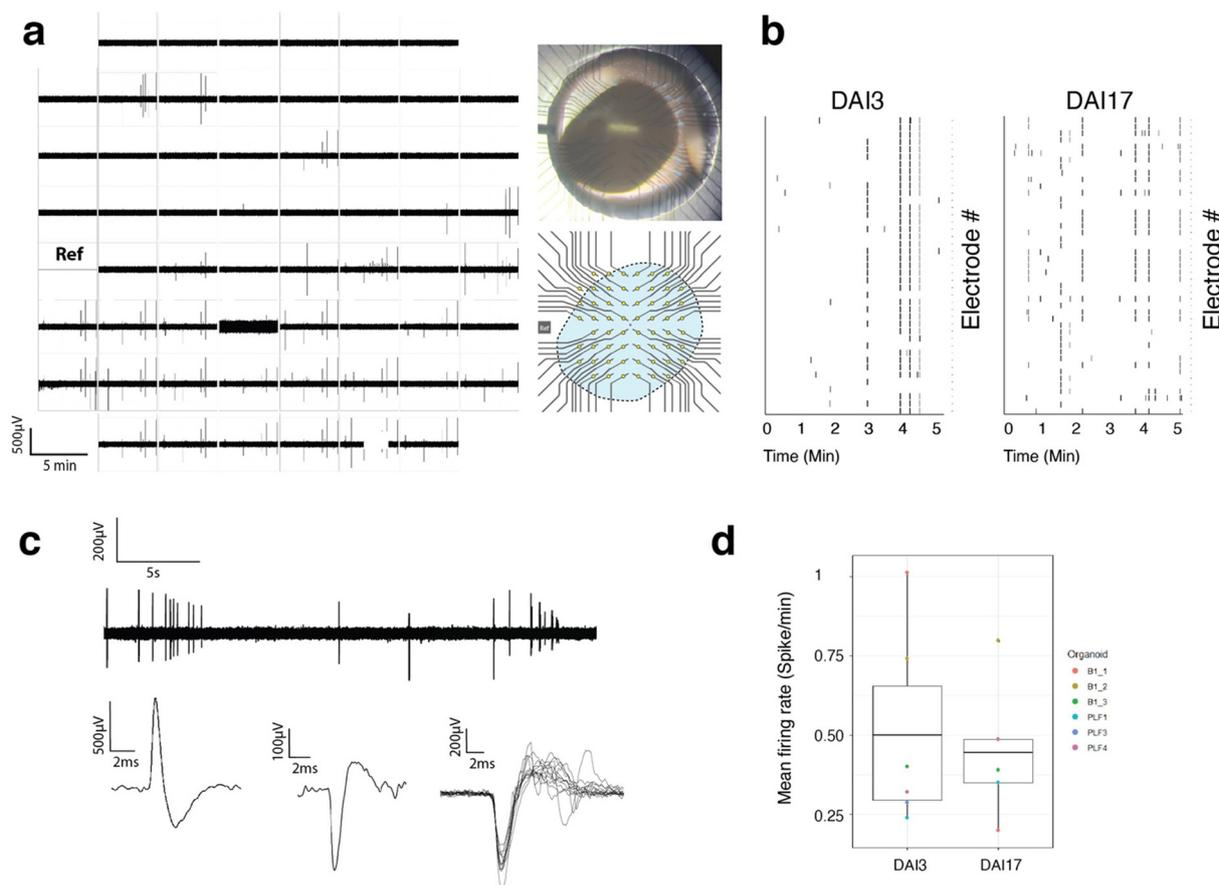 a
Ref
500µV
5 min
Ref
b
DAI3
DAI17
Electrode #
Electrode #
0 1 2 3 4 5
0 1 2 3 4 5
Time (Min)
Time (Min)
c
200µV
5s
500µV
2ms
100µV
2ms
200µV
2ms
d
Mean firing rate (Spike/min)
1
0.75
0.50
0.25
DAI3
DAI17
Organoid
B1_1
B1_2
B1_3
PLF1
PLF3
PLF4